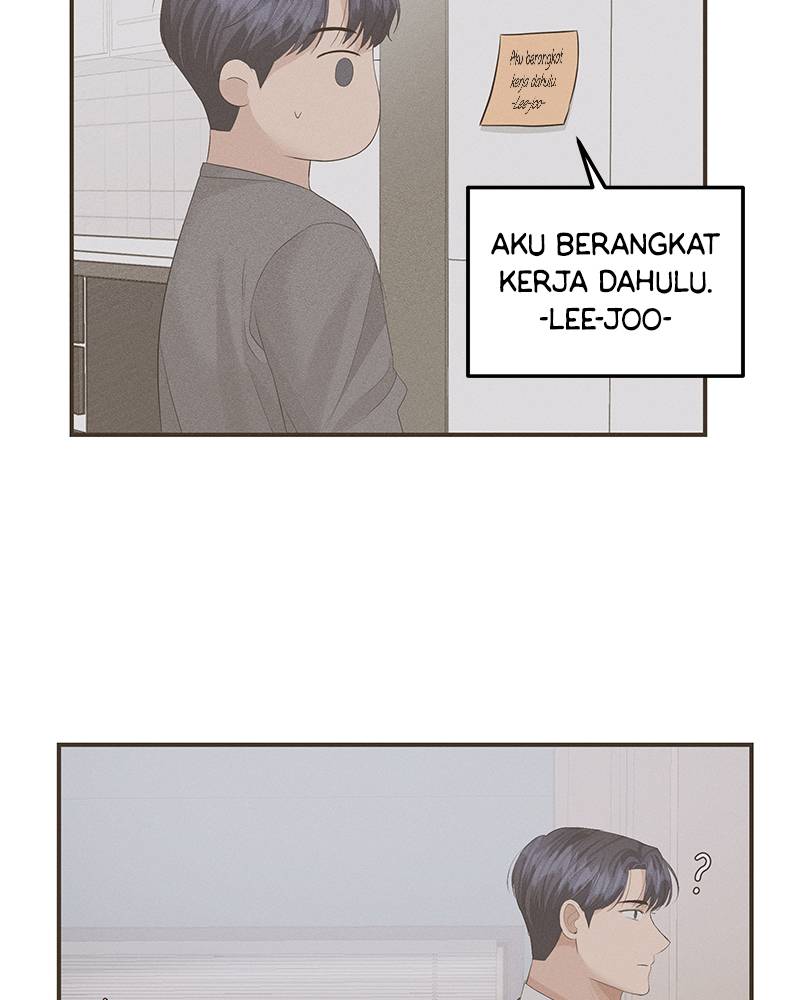 Aku berangkat
kerja dahulu.
-Lee-joo-
AKU BERANGKAT
KERJA DAHULU.
-LEE-JOO-
?